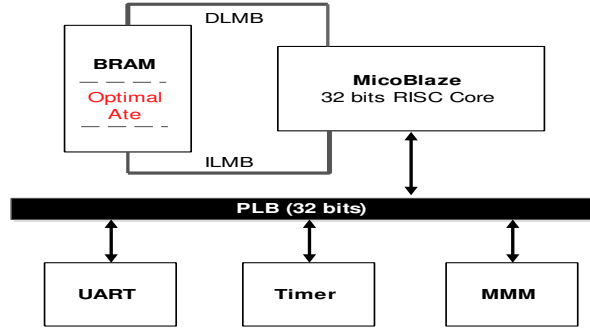 DLMB
BRAM
Optimal
Ate
MicoBlaze
32 bits RISC Core
ILMB
PLB (32 bits)
UART
Timer
MMM